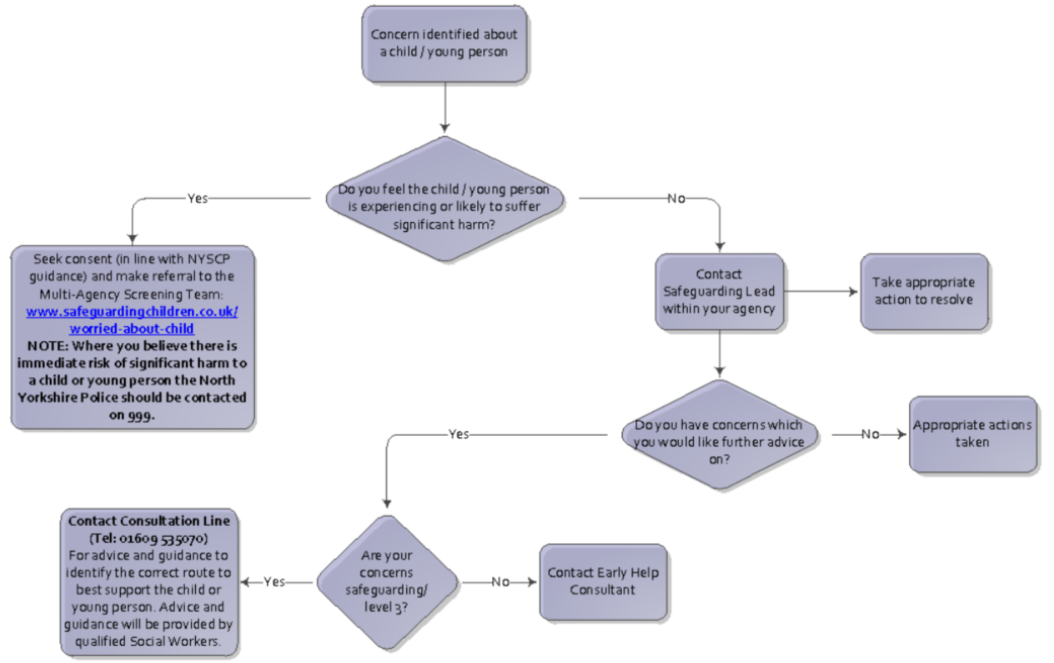 Concern identified about
a child / young person
Do you feel the child / young person
is experiencing or likely to suffer
significant harm?
Yes
No
Seek consent (in line with NYSCP
guidance) and make referral to the
Multi-Agency Screening Team:
www.safeguardingchildren.co.uk/
worried-about-child
NOTE: Where you believe there is
immediate risk of significant harm to
a child or young person the North
Yorkshire Police should be contacted
on 999.
Contact
Safeguarding Lead
within your agency
Take appropriate
action to resolve
Do you have concerns which
you would like further advice
on?
Yes
No
Appropriate actions
taken
Are your
concerns
safeguarding/
level 3?
Yes
No
Contact Consultation Line
(Tel: 01609 535070)
For advice and guidance to
identify the correct route to
best support the child or
young person. Advice and
guidance will be provided by
qualified Social Workers.
Contact Early Help
Consultant